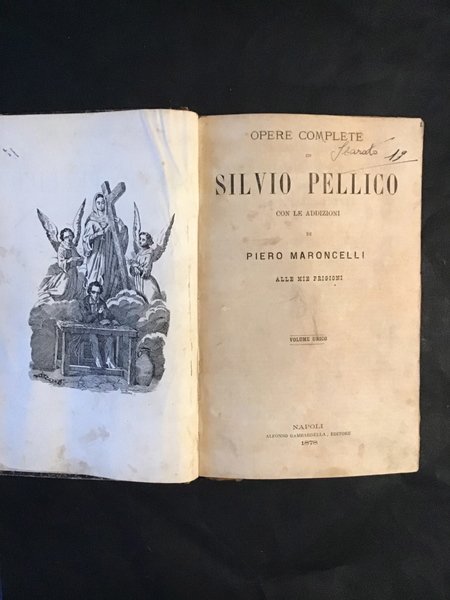 OPERE COMPLETE
DI
SILVIO PELLICO
CON LE ADDIZIONI
DI
PIERO MARONCELLI
ALLE MIE PRIGIONI
VOLUME UNICO
NAPOLI
ALFONSO GAMBARDELLA, EDITORE
1878